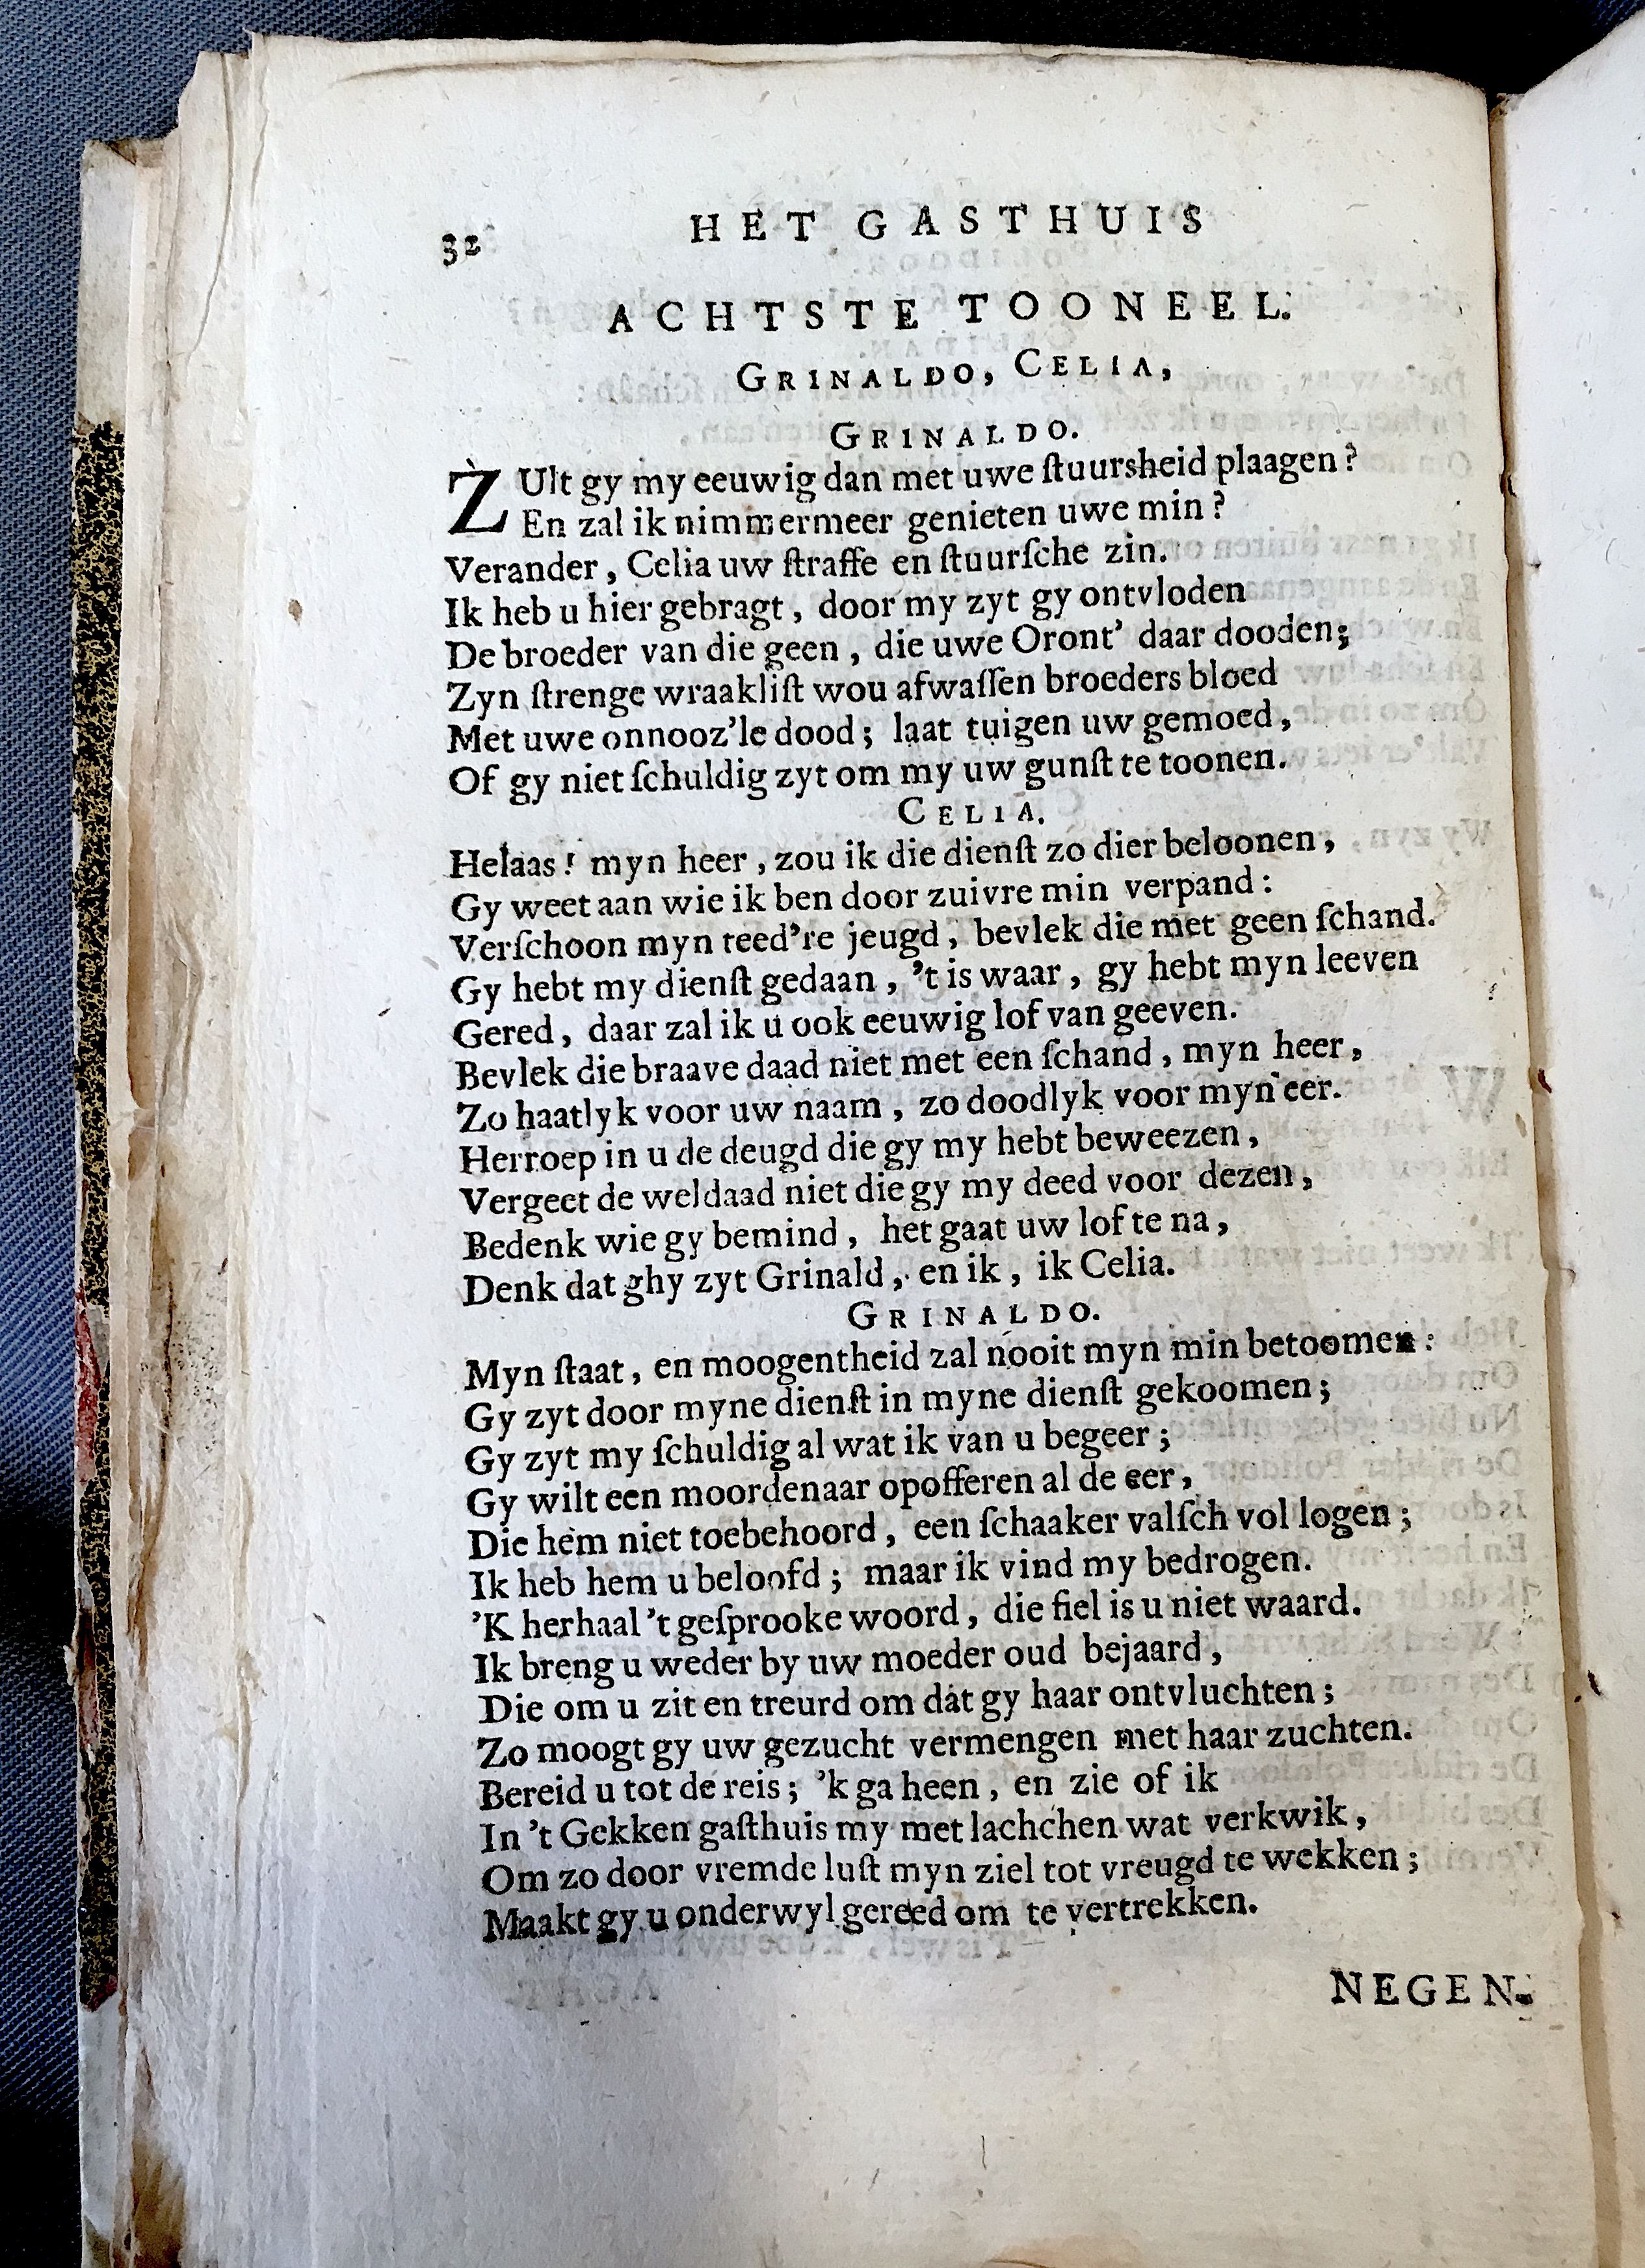 32 HET GASTHUIS
ACHTSTE TOONEEL.
GRINALDO, CELIA,
GRINALDO.
ZUlt gy my eeuwig dan met uwe ſtuursheid plaagen?
En zal ik nimmermeer genieten uwe min?
Verander, Celia uw ſtraffe en ſtuurſche zin.
Ik heb u hier gebragt, door my zyt gy ontvloden
De broeder van die geen, die uwe Oront' daar dooden;
Zyn ſtrenge wraakliſt wou afwaſſen broeders bloed
Met uwe onnooz'le dood; laat tuigen uw gemoed,
Of gy niet ſchuldig zyt om my uw gunſt te toonen.
CELIA.
Helaas! myn heer, zou ik die dienſt zo dier beloonen,
Gy weet aan wie ik ben door zuivre min verpand:
Verſchoon myn teed're jeugd, bevlek die met geen ſchand.
Gy hebt my dienſt gedaan, 't is waar, gy hebt myn leeven
Gered, daar zal ik u ook eeuwig lof van geeven.
Bevlek die braave daad niet met een ſchand, myn heer,
Zo haatlyk voor uw naam, zo doodlyk voor myn eer.
Herroep in u de deugd die gy my hebt beweezen,
Vergeet de weldaad niet die gy my deed voor dezen,
Bedenk wie gy bemind, het gaat uw lof te na,
Denk dat ghy zyt Grinald, en ik, ik Celia.
GRINALDO.
Myn ſtaat, en moogentheid zal nooit myn min betoomen:
Gy zyt door myne dienſt in myne dienſt gekoomen;
Gy zyt my ſchuldig al wat ik van u begeer;
Gy wilt een moordenaar opofferen al de eer,
Die hem niet toebehoord, een ſchaaker valſch vol logen;
Ik heb hem u beloofd; maar ik vind my bedrogen.
'K herhaal 't geſprooke woord, die fiel is u niet waard.
Ik breng u weder by uw moeder oud bejaard,
Die om u zit en treurd om dat gy haar ontvluchten;
Zo moogt gy uw gezucht vermengen met haar zuchten.
Bereid u tot de reis; 'k ga heen, en zie of ik
In 't Gekken gaſthuis my met lachchen wat verkwik,
Om zo door vremde luſt myn ziel tot vreugd te wekken;
Maakt gy u onderwyl gereed om te vertrekken.
NEGEN-